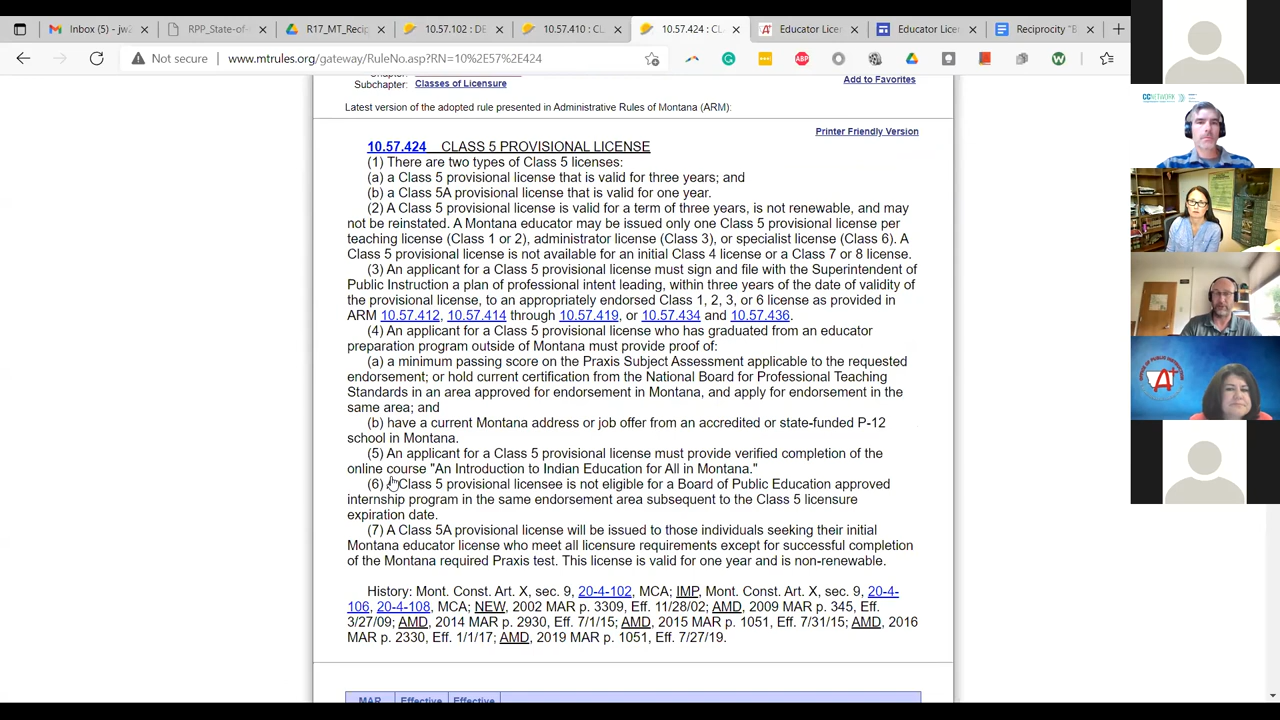 Inbox (5) - jw2
RPP_State-of-
R17_MT_Recip
10.57.102 : DE
10.57.410 : CL
10.57.424 : CL
Educator Licen
Educator Licen
Reciprocity "B
Not secure
www.mtrules.org/gateway/RuleNo.asp?RN=10%2E57%2E424
Subchapter: Classes of Licensure
Add to Favorites
Latest version of the adopted rule presented in Administrative Rules of Montana (ARM):
Printer Friendly Version
10.57.424 CLASS 5 PROVISIONAL LICENSE
(1) There are two types of Class 5 licenses:
(a) a Class 5 provisional license that is valid for three years; and
(b) a Class 5A provisional license that is valid for one year.
(2) A Class 5 provisional license is valid for a term of three years, is not renewable, and may
not be reinstated. A Montana educator may be issued only one Class 5 provisional license per
teaching license (Class 1 or 2), administrator license (Class 3), or specialist license (Class 6). A
Class 5 provisional license is not available for an initial Class 4 license or a Class 7 or 8 license.
(3) An applicant for a Class 5 provisional license must sign and file with the Superintendent of
Public Instruction a plan of professional intent leading, within three years of the date of validity of
the provisional license, to an appropriately endorsed Class 1, 2, 3, or 6 license as provided in
ARM 10.57.412, 10.57.414 through 10.57.419, or 10.57.434 and 10.57.436.
(4) An applicant for a Class 5 provisional license who has graduated from an educator
preparation program outside of Montana must provide proof of:
(a) a minimum passing score on the Praxis Subject Assessment applicable to the requested
endorsement; or hold current certification from the National Board for Professional Teaching
Standards in an area approved for endorsement in Montana, and apply for endorsement in the
same area; and
(b) have a current Montana address or job offer from an accredited or state-funded P-12
school in Montana.
(5) An applicant for a Class 5 provisional license must provide verified completion of the
online course "An Introduction to Indian Education for All in Montana."
(6) A Class 5 provisional licensee is not eligible for a Board of Public Education approved
internship program in the same endorsement area subsequent to the Class 5 licensure
expiration date.
(7) A Class 5A provisional license will be issued to those individuals seeking their initial
Montana educator license who meet all licensure requirements except for successful completion
of the Montana required Praxis test. This license is valid for one year and is non-renewable.
History: Mont. Const. Art. X, sec. 9, 20-4-102, MCA; IMP, Mont. Const. Art. X, sec. 9, 20-4-
106, 20-4-108, MCA; NEW, 2002 MAR p. 3309, Eff. 11/28/02; AMD, 2009 MAR p. 345, Eff.
3/27/09; AMD, 2014 MAR p. 2930, Eff. 7/1/15; AMD, 2015 MAR p. 1051, Eff. 7/31/15; AMD, 2016
MAR p. 2330, Eff. 1/1/17; AMD, 2019 MAR p. 1051, Eff. 7/27/19.
MAR Effective Effective
CCNETWORK